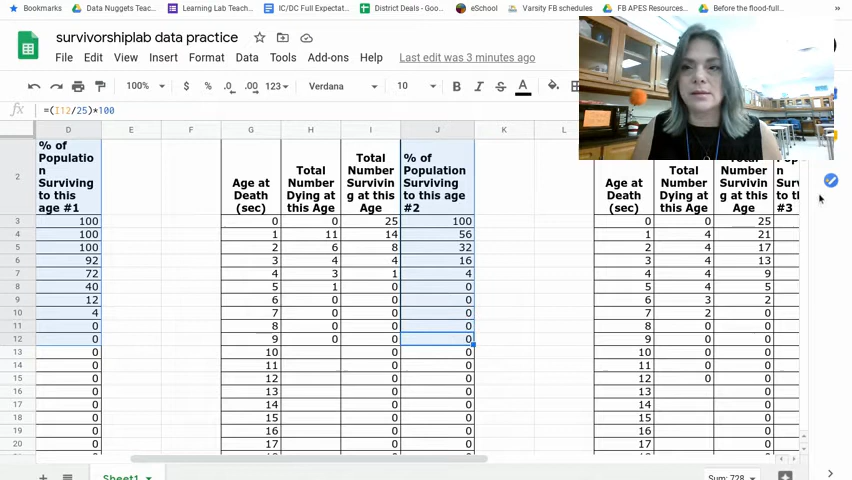 Bookmarks Data Nuggets Teac... Learning Lab Teach... IC/DC Full Expectat... District Deals - Goo... eSchool Varsity FB schedules FB APES Resources... Before the flood-full... »
survivorshiplab data practice
File Edit View Insert Format Data Tools Add-ons Help Last edit was 3 minutes ago
100% $ % .0 .00 123 Verdana 10 B I S A
fx =(I12/25)*100
D E F G H I J K L
2
% of Populatio n Surviving to this age #1
Age at Death (sec)
Total Number Dying at this Age
Total Number Survivin g at this Age
% of Population Surviving to this age #2
Age at Death (sec)
Total Number Dying at this Age
Total Number Survivin g at this Age
#3
3 100 0 0 25 100 0 0 25
4 100 1 11 14 56 1 4 21
5 100 2 6 8 32 2 4 17
6 92 3 4 4 16 3 4 13
7 72 4 3 1 4 4 4 9
8 40 5 1 0 0 5 4 5
9 12 6 0 0 0 6 3 2
10 4 7 0 0 0 7 2 0
11 0 8 0 0 0 8 0 0
12 0 9 0 0 0 9 0 0
13 0 10 0 0 10 0 0
14 0 11 0 0 11 0 0
15 0 12 0 0 12 0 0
16 0 13 0 0 13 0
17 0 14 0 0 14 0
18 0 15 0 0 15 0
19 0 16 0 0 16 0
20 0 17 0 0 17 0
Sheet1 Sum: 728